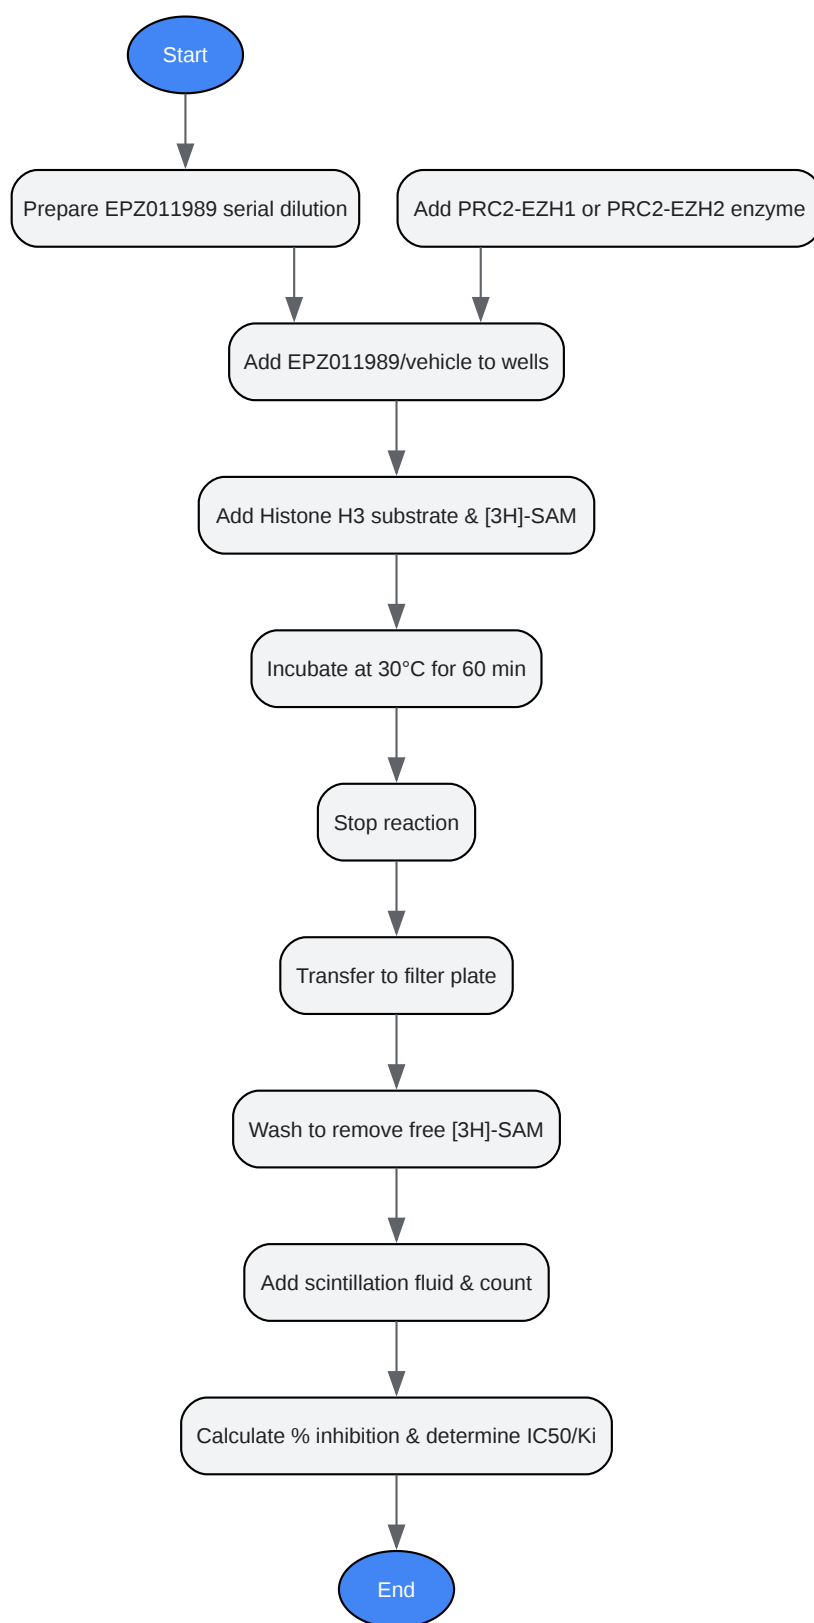 Start
Prepare EPZ011989 serial dilution
Add PRC2-EZH1 or PRC2-EZH2 enzyme
Add EPZ011989/vehicle to wells
Add Histone H3 substrate & [3H]-SAM
Incubate at 30°C for 60 min
Stop reaction
Transfer to filter plate
Wash to remove free [3H]-SAM
Add scintillation fluid & count
Calculate % inhibition & determine IC50/Ki
End